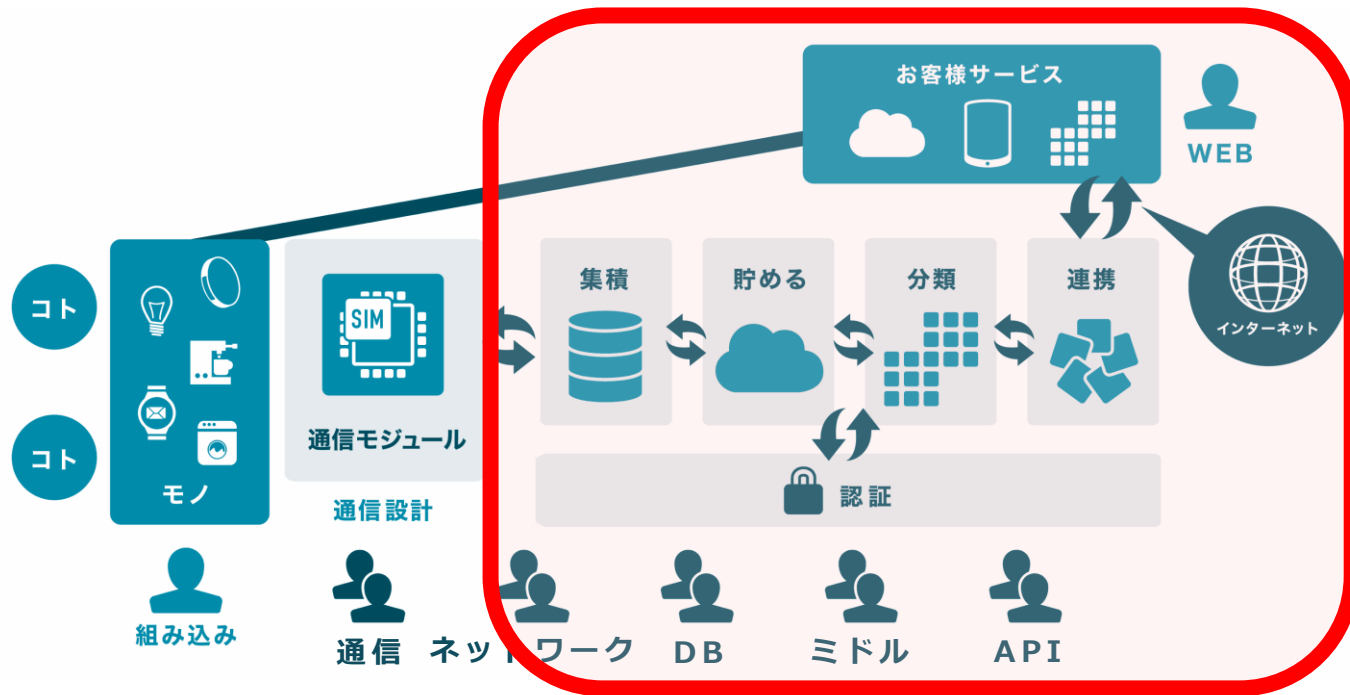 お客様サービス
WEB
コト
コト
モノ
SIM
通信モジュール
通信設計
集積
貯める
分類
連携
インターネット
認証
組み込み
通信
ネットワーク
DB
ミドル
API